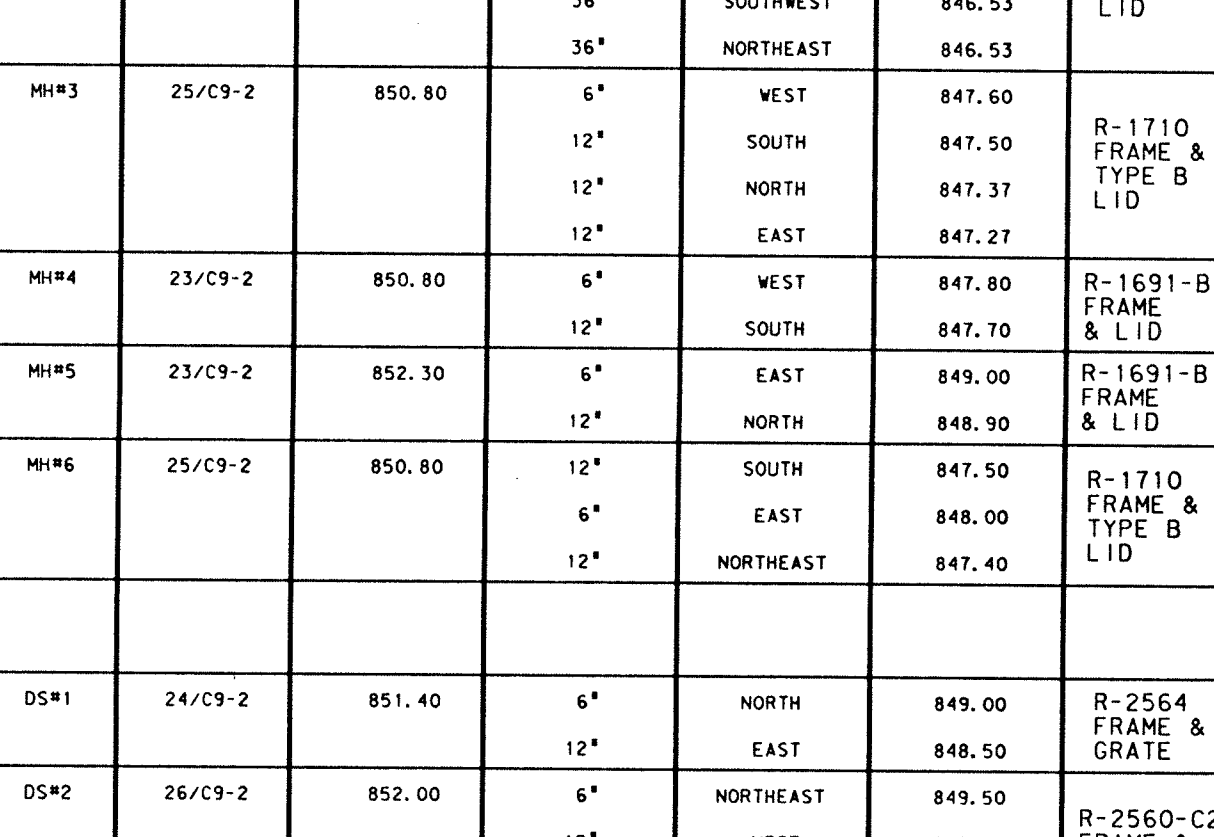 36" SOUTHWEST 846.53 LID
36" NORTHEAST 846.53
MH#3 25/C9-2 850.80 6" WEST 847.60
12" SOUTH 847.50
12" NORTH 847.37
12" EAST 847.27
R-1710
FRAME &
TYPE B
LID
MH#4 23/C9-2 850.80 6" WEST 847.80
12" SOUTH 847.70
R-1691-B
FRAME
& LID
MH#5 23/C9-2 852.30 6" EAST 849.00
12" NORTH 848.90
R-1691-B
FRAME
& LID
MH#6 25/C9-2 850.80 12" SOUTH 847.50
6" EAST 848.00
12" NORTHEAST 847.40
R-1710
FRAME &
TYPE B
LID
DS#1 24/C9-2 851.40 6" NORTH 849.00
12" EAST 848.50
R-2564
FRAME &
GRATE
DS#2 26/C9-2 852.00 6" NORTHEAST 849.50
R-2560-C2
FRAME &